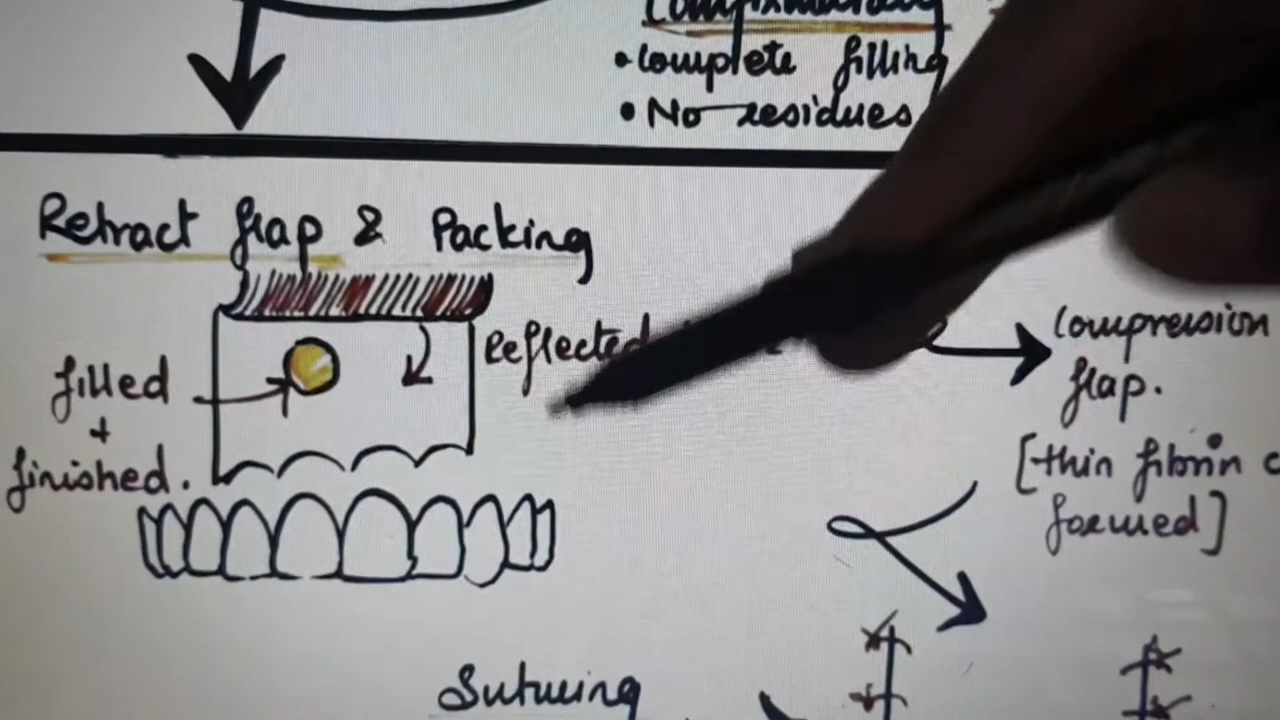 • Complete filling
• No residues
Retract flap & Packing
Reflected
filled
+
finished.
Compression
flap.
[thin fibrin
formed]
Suturing